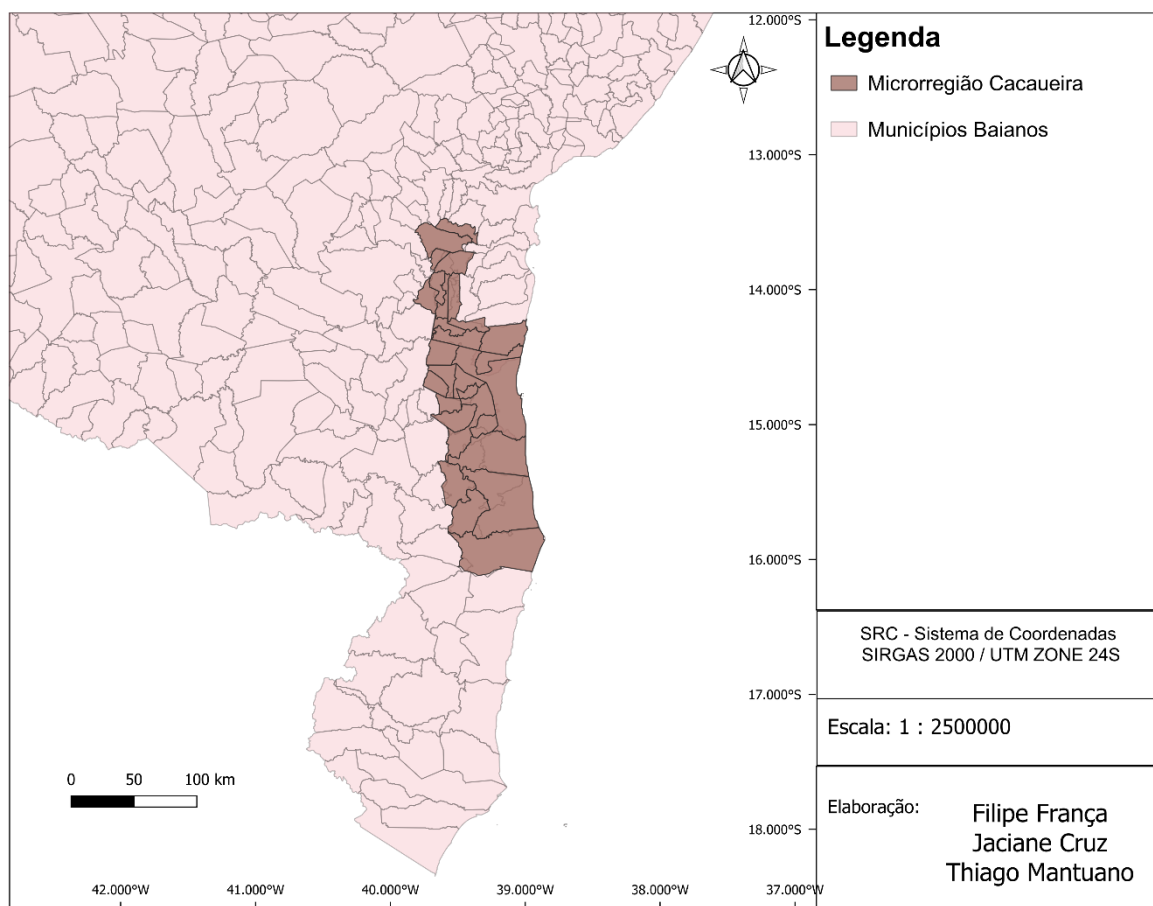 Legenda
Microrregião Cacaueira
Municípios Baianos
12.000°S
13.000°S
14.000°S
15.000°S
16.000°S
17.000°S
18.000°S
0 50 100 km
42.000°W 41.000°W 40.000°W 39.000°W 38.000°W 37.000°W
SRC - Sistema de Coordenadas
SIRGAS 2000 / UTM ZONE 24S
Escala: 1 : 2500000
Elaboração:
Filipe França
Jaciane Cruz
Thiago Mantuano